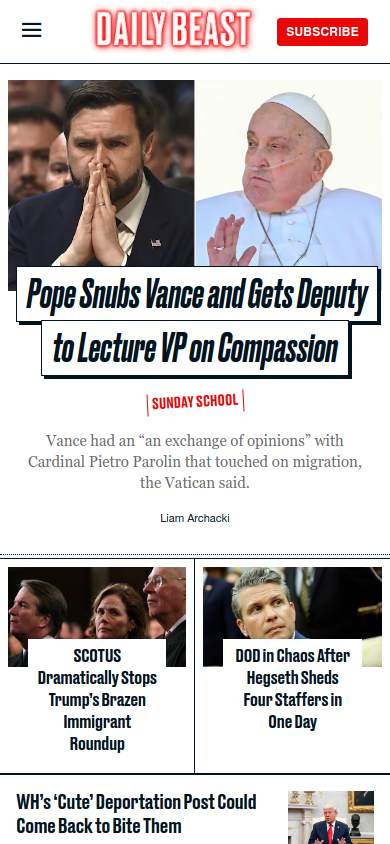 DAILY BEAST
SUBSCRIBE
Pope Snubs Vance and Gets Deputy
to Lecture VP on Compassion
SUNDAY SCHOOL
Vance had an “an exchange of opinions” with
Cardinal Pietro Parolin that touched on migration,
the Vatican said.
Liam Archacki
SCOTUS
Dramatically Stops
Trump’s Brazen
Immigrant
Roundup
DOD in Chaos After
Hegseth Sheds
Four Staffers in
One Day
WH’s ‘Cute’ Deportation Post Could
Come Back to Bite Them